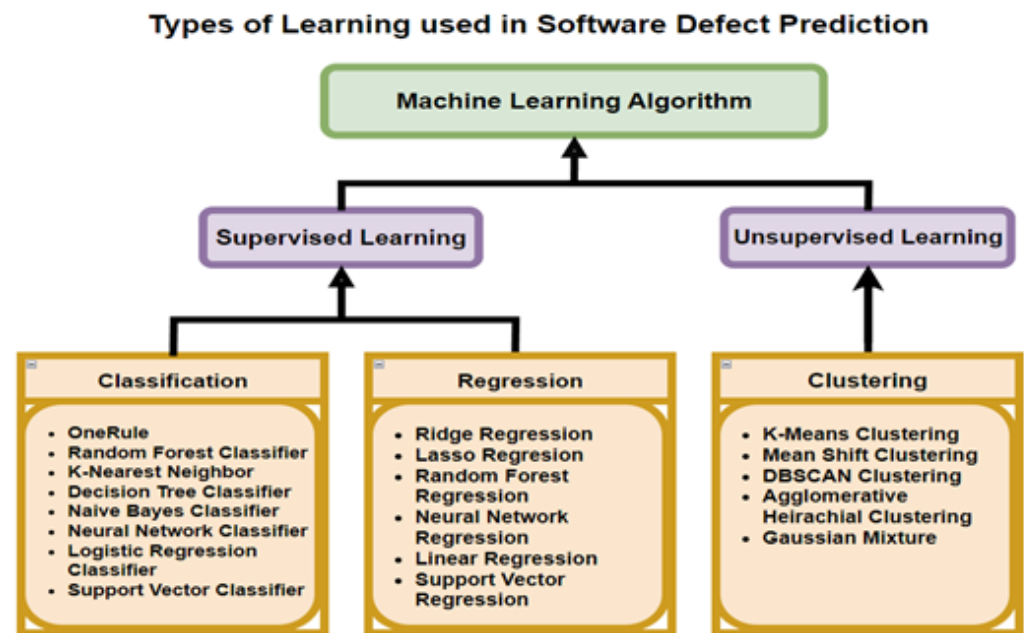 Types of Learning used in Software Defect Prediction
Machine Learning Algorithm
Supervised Learning
Unsupervised Learning
Classification
• OneRule
• Random Forest Classifier
• K-Nearest Neighbor
• Decision Tree Classifier
• Naive Bayes Classifier
• Neural Network Classifier
• Logistic Regression
Classifier
• Support Vector Classifier
Regression
• Ridge Regression
• Lasso Regresion
• Random Forest
Regression
• Neural Network
Regression
• Linear Regression
• Support Vector
Regression
Clustering
• K-Means Clustering
• Mean Shift Clustering
• DBSCAN Clustering
• Agglomerative
Heirachial Clustering
• Gaussian Mixture